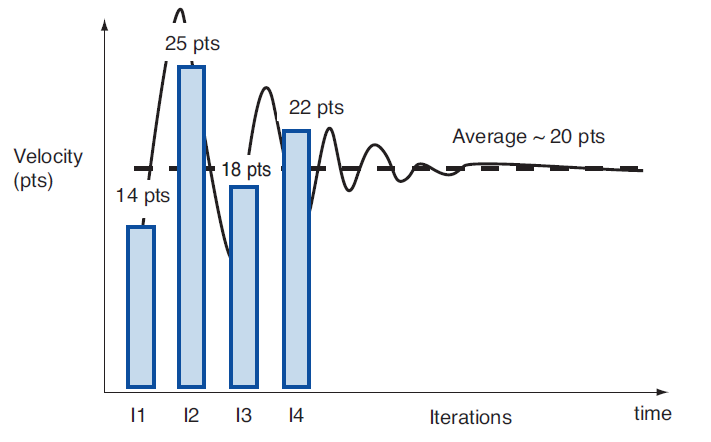 25 pts
22 pts
Average ~ 20 pts
Velocity
(pts)
18 pts
14 pts
I1
I2
I3
I4
Iterations
time